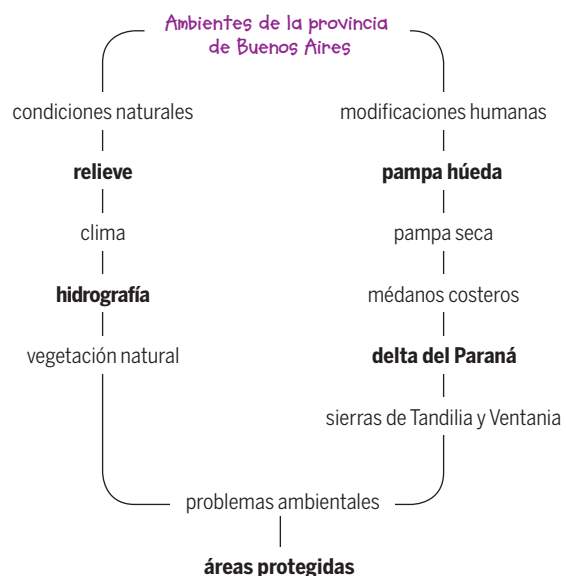 Ambientes de la provincia
de Buenos Aires
condiciones naturales
relieve
clima
hidrografía
vegetación natural
modificaciones humanas
pampa húeda
pampa seca
médanos costeros
delta del Paraná
sierras de Tandilia y Ventania
problemas ambientales
áreas protegidas